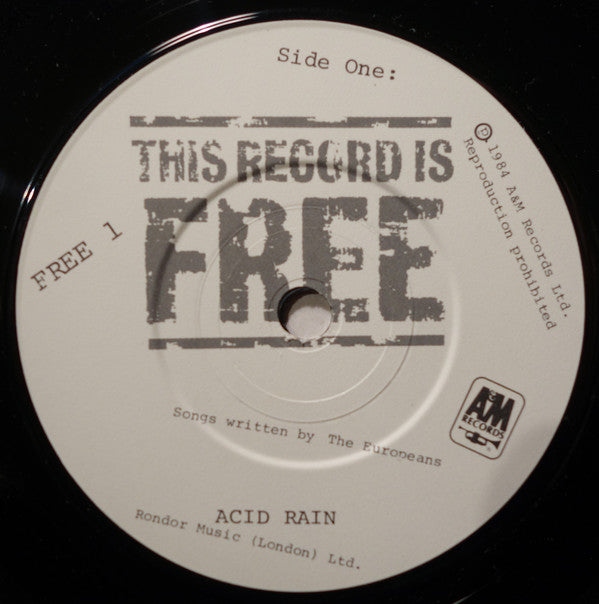 Side One:
THIS RECORD IS
FREE
FREE 1
Ⓟ 1984 A&M Records Ltd.
Reproduction prohibited
A&M
RECORDS
Songs written by The Europeans
ACID RAIN
Rondor Music (London) Ltd.